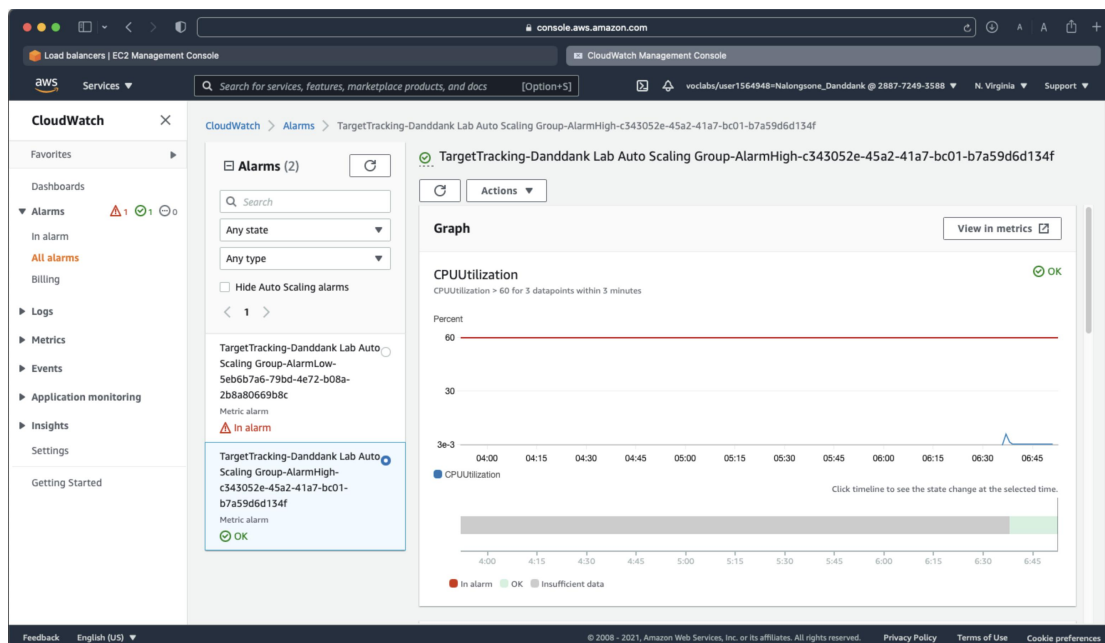 console.aws.amazon.com
A A
Load balancers | EC2 Management Console
CloudWatch Management Console
aws
Services
Search for services, features, marketplace products, and docs [Option+S]
voclabs/user1564948=Nalongsone_Danddank @ 2887-7249-3588
N. Virginia
Support
CloudWatch
Favorites
Dashboards
Alarms 1 1 0
In alarm
All alarms
Billing
Logs
Metrics
Events
Application monitoring
Insights
Settings
Getting Started
CloudWatch > Alarms > TargetTracking-Danddank Lab Auto Scaling Group-AlarmHigh-c343052e-45a2-41a7-bc01-b7a59d6d134f
Alarms (2)
Search
Any state
Any type
Hide Auto Scaling alarms
< 1 >
TargetTracking-Danddank Lab Auto
Scaling Group-AlarmLow-
5eb6b7a6-79bd-4e72-b08a-
2b8a80669b8c
Metric alarm
In alarm
TargetTracking-Danddank Lab Auto
Scaling Group-AlarmHigh-
c343052e-45a2-41a7-bc01-
b7a59d6d134f
Metric alarm
OK
TargetTracking-Danddank Lab Auto Scaling Group-AlarmHigh-c343052e-45a2-41a7-bc01-b7a59d6d134f
Actions
Graph
View in metrics
CPUUtilization
OK
CPUUtilization > 60 for 3 datapoints within 3 minutes
Percent
60
30
3e-3
04:00 04:15 04:30 04:45 05:00 05:15 05:30 05:45 06:00 06:15 06:30 06:45
CPUUtilization
Click timeline to see the state change at the selected time.
4:00 4:15 4:30 4:45 5:00 5:15 5:30 5:45 6:00 6:15 6:30 6:45
In alarm OK Insufficient data
Feedback English (US) © 2008 - 2021, Amazon Web Services, Inc. or its affiliates. All rights reserved. Privacy Policy Terms of Use Cookie preferences